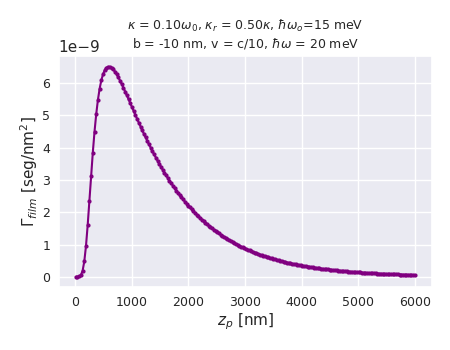 κ = 0.10ω₀, κᵣ = 0.50κ, ħωₒ=15 meV
b = -10 nm, v = c/10, ħω = 20 meV
1e−9
6
5
4
3
2
1
0
Γ_film [seg/nm²]
0 1000 2000 3000 4000 5000 6000
z_p [nm]